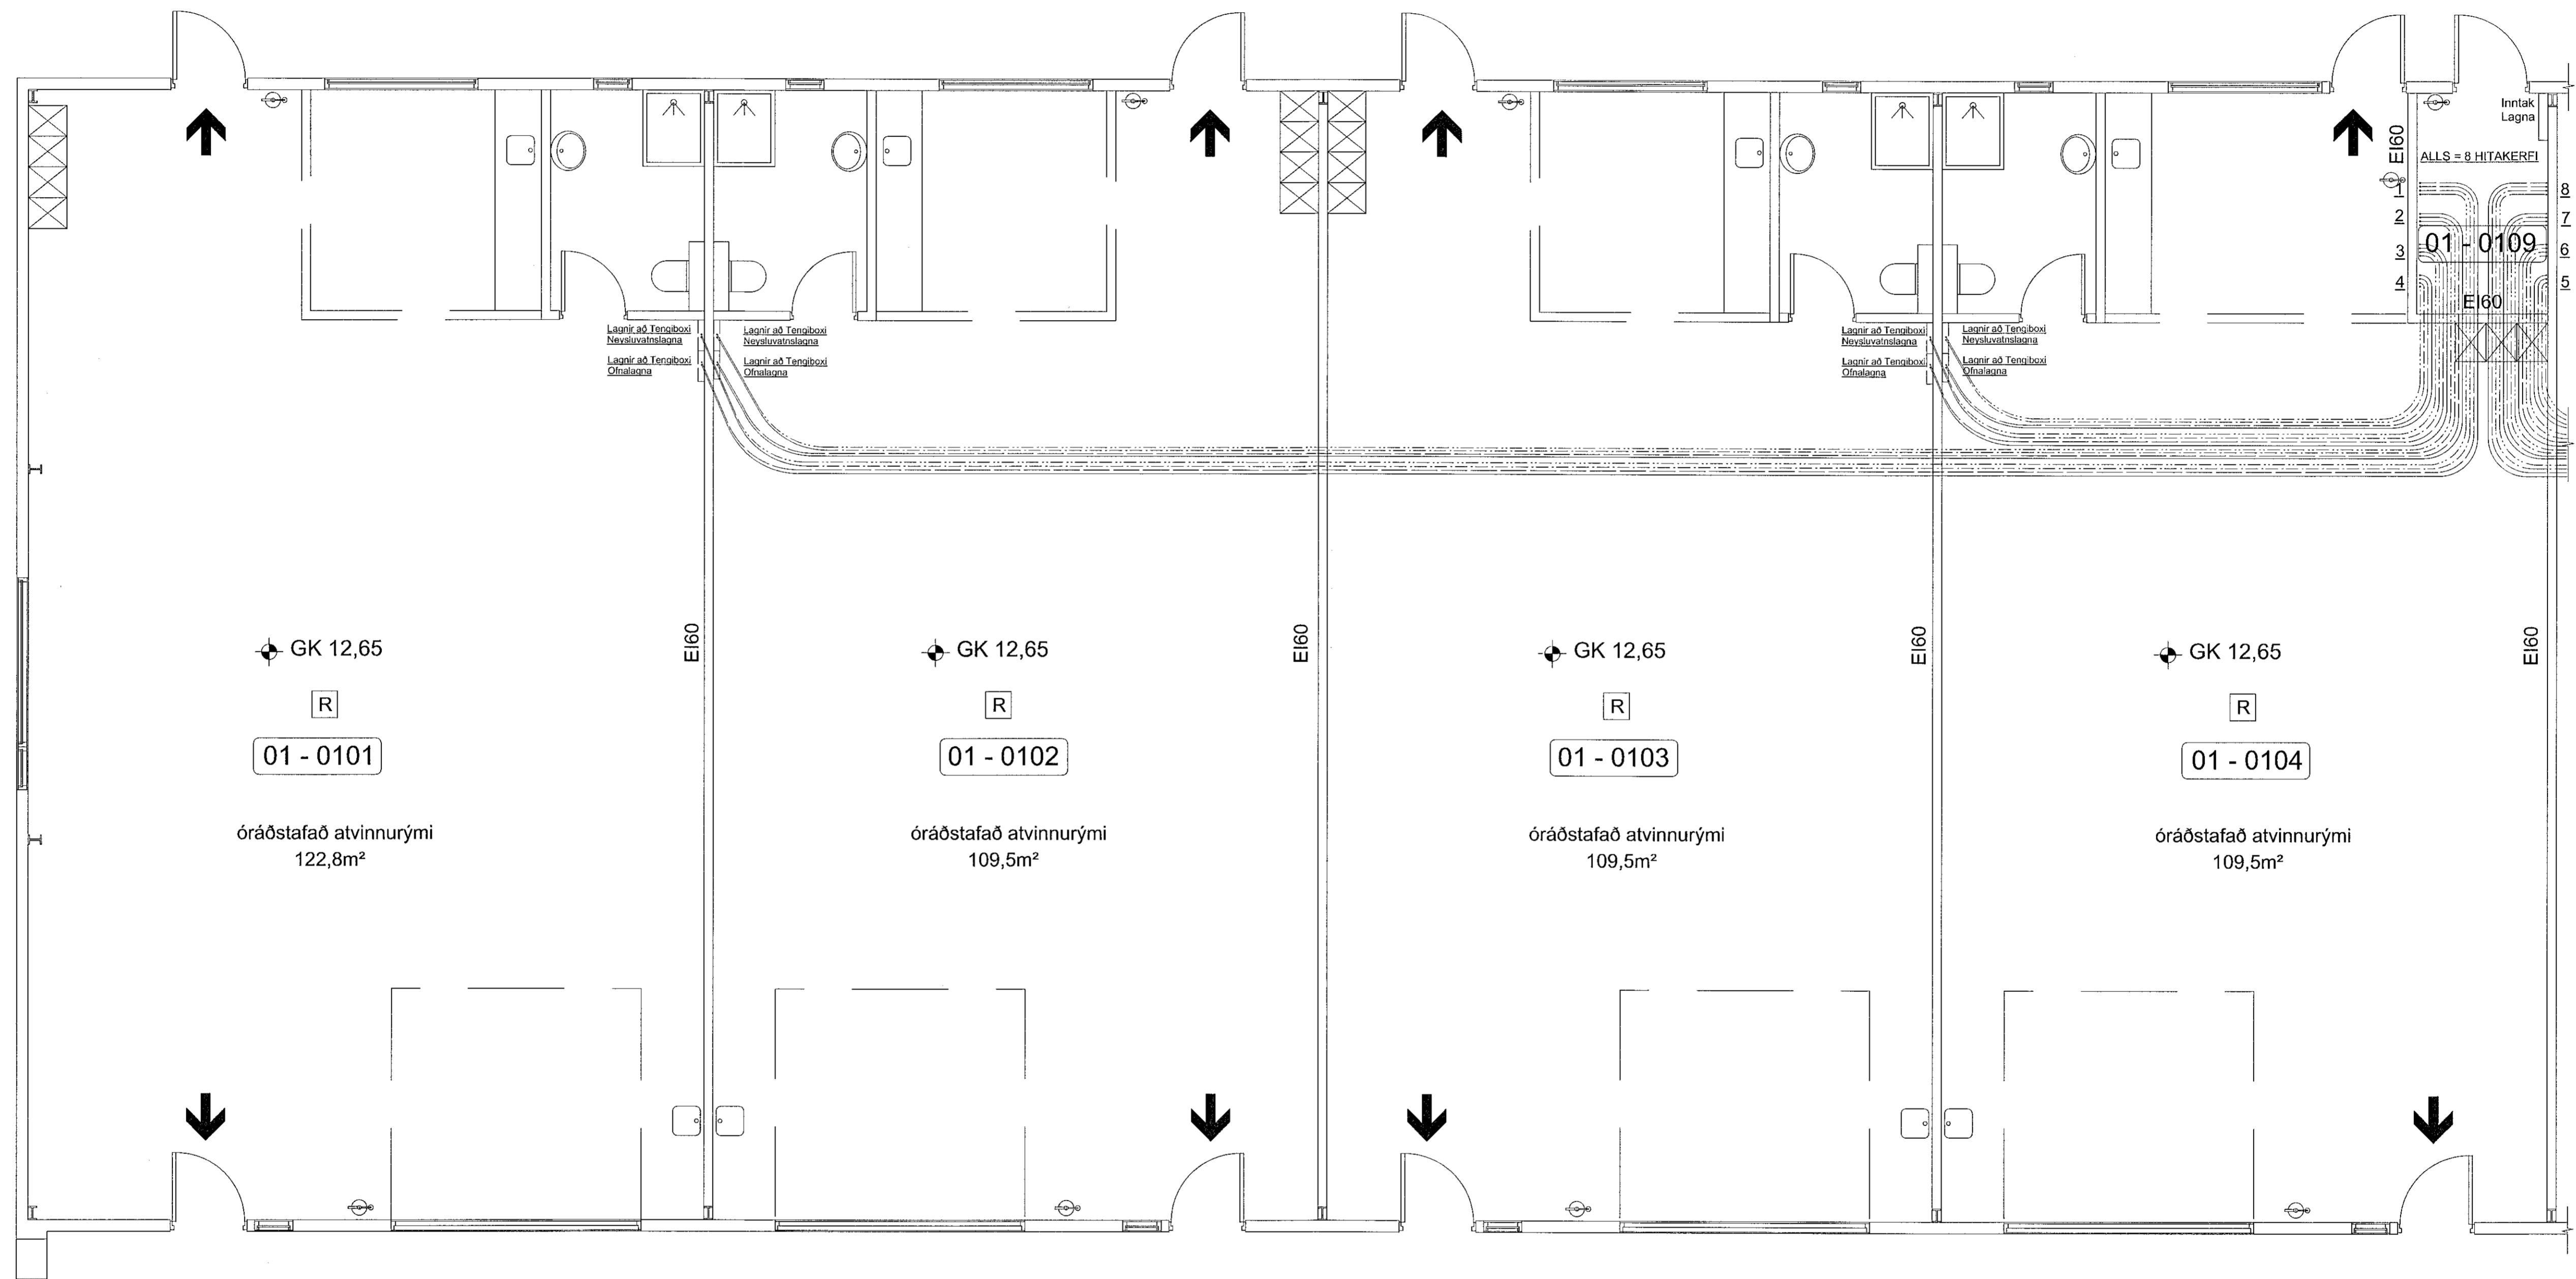 Inntak
Lagna
EI60
ALLS = 8 HITAKERFI
1
8
2
7
01 - 0109
3
6
4
5
EI60
Lagnir að Tengiboxi
Neysluvatnslagna
Lagnir að Tengiboxi
Ofnalagna
Lagnir að Tengiboxi
Neysluvatnslagna
Lagnir að Tengiboxi
Ofnalagna
Lagnir að Tengiboxi
Neysluvatnslagna
Lagnir að Tengiboxi
Ofnalagna
Lagnir að Tengiboxi
Neysluvatnslagna
Lagnir að Tengiboxi
Ofnalagna
GK 12,65
R
01 - 0101
óráðstafað atvinnurými
122,8m²
EI60
GK 12,65
R
01 - 0102
óráðstafað atvinnurými
109,5m²
EI60
GK 12,65
R
01 - 0103
óráðstafað atvinnurými
109,5m²
EI60
GK 12,65
R
01 - 0104
óráðstafað atvinnurými
109,5m²
EI60